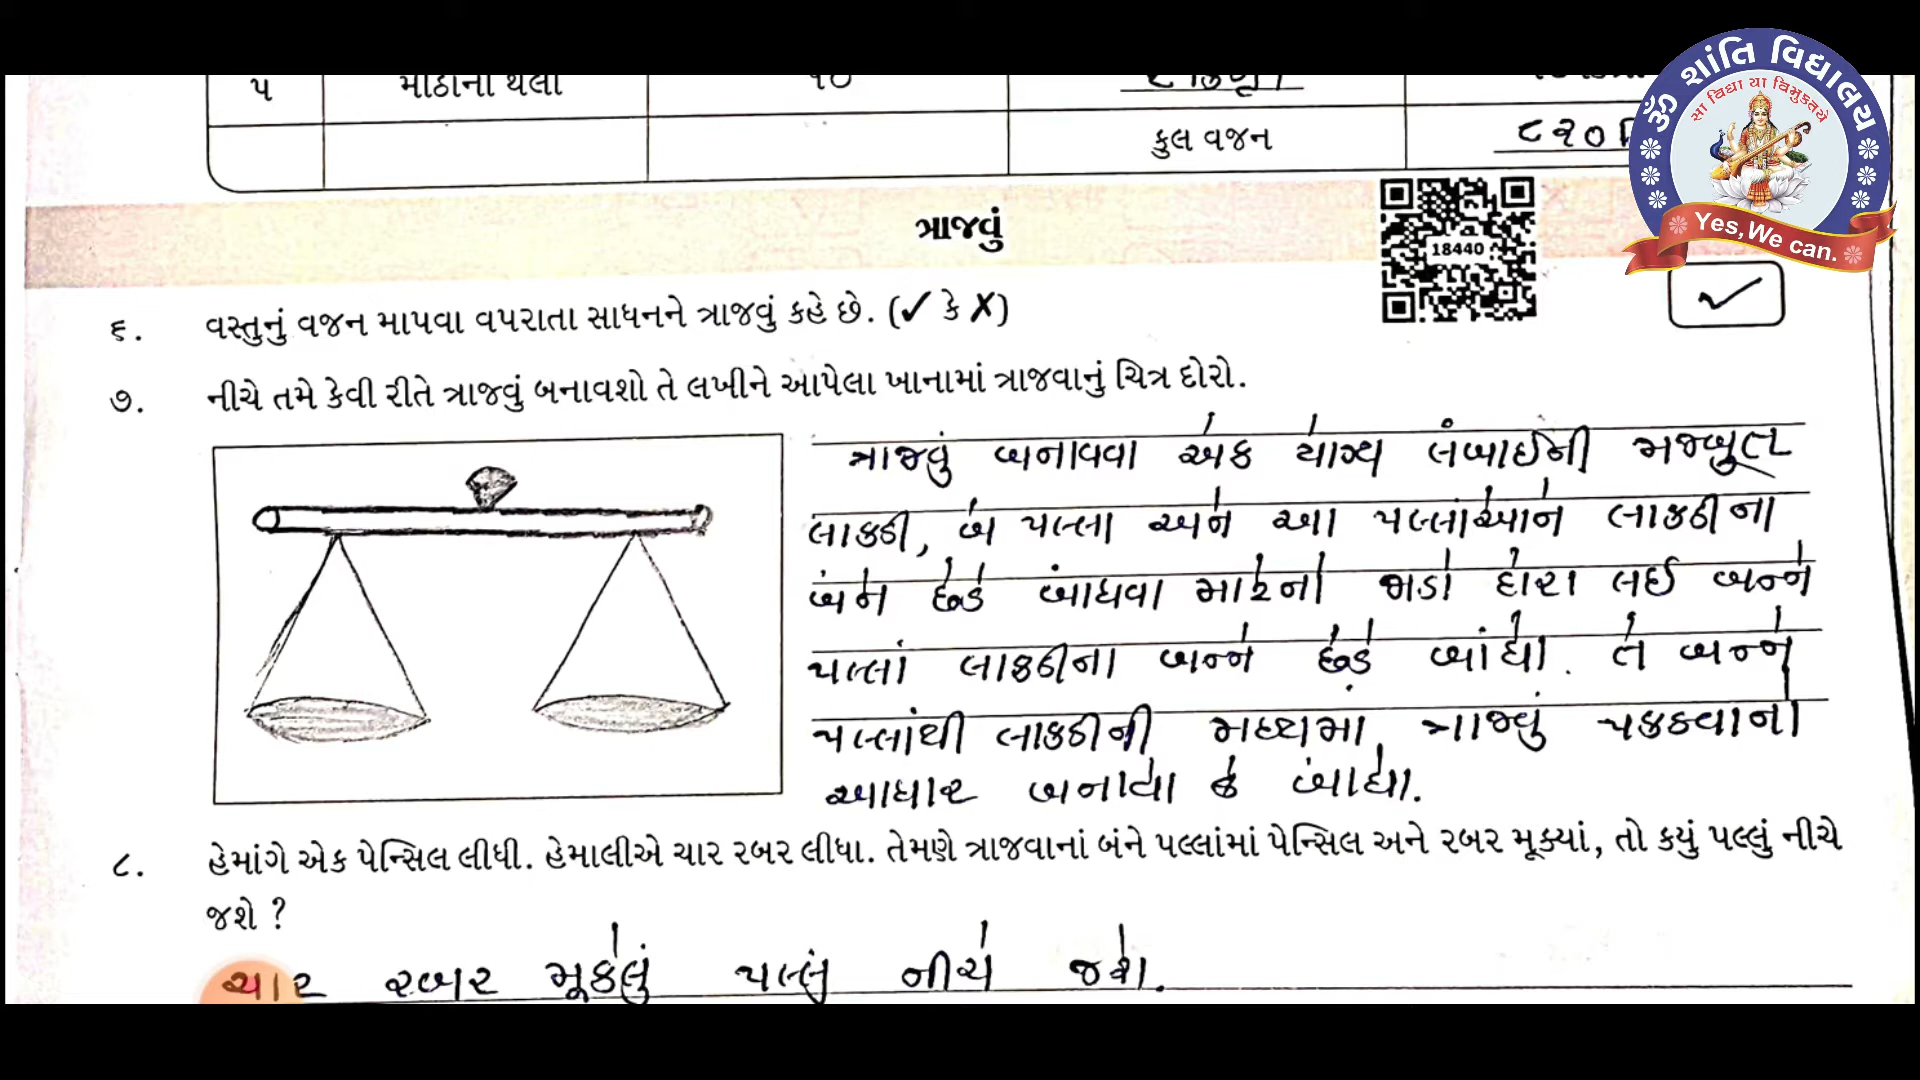 ૫ મીઠાની થેલી ૧૦
કુલ વજન ૮૨૦
ૐ શાંતિ વિદ્યાલય
સા વિદ્યા યા વિમુક્તયે
Yes, We can.
ત્રાજવું
18440
૬. વસ્તુનું વજન માપવા વપરાતા સાધનને ત્રાજવું કહે છે. (✓ કે ✗) ✓
૭. નીચે તમે કેવી રીતે ત્રાજવું બનાવશો તે લખીને આપેલા ખાનામાં ત્રાજવાનું ચિત્ર દોરો.
ત્રાજવું બનાવવા એક યોગ્ય લંબાઈની મજબુત
લાકડી, બે પલ્લા અને આ પલ્લાંઓને લાકડીના
બંને છેડે બાંધવા માટેનો જાડો દોરો લઈ બન્ને
પલ્લાં લાકડીના બન્ને છેડે બાંધો. તે બન્ને
પલ્લાંથી લાકડીની મધ્યમાં ત્રાજવું પકડવાનો
આધાર બનાવો કે બાંધો.
૮. હેમાંગે એક પેન્સિલ લીધી. હેમાલીએ ચાર રબર લીધા. તેમણે ત્રાજવાનાં બંને પલ્લાંમાં પેન્સિલ અને રબર મૂક્યાં, તો કયું પલ્લું નીચે
જશે ?
ચાર રબર મૂકેલું પલ્લું નીચે જશે.